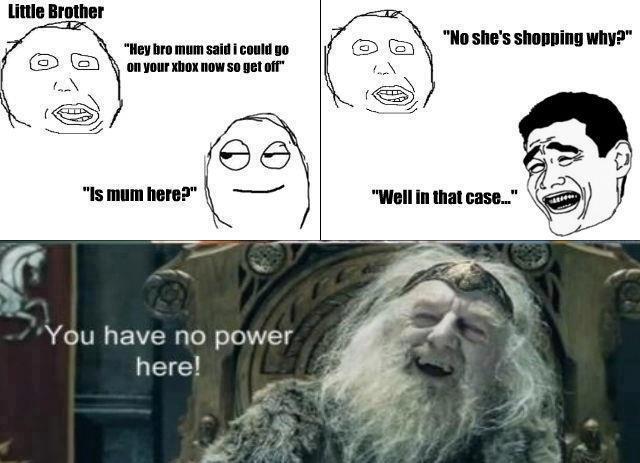 Little Brother
"Hey bro mum said i could go
on your xbox now so get off"
"Is mum here?"
"No she's shopping why?"
"Well in that case..."
You have no power
here!